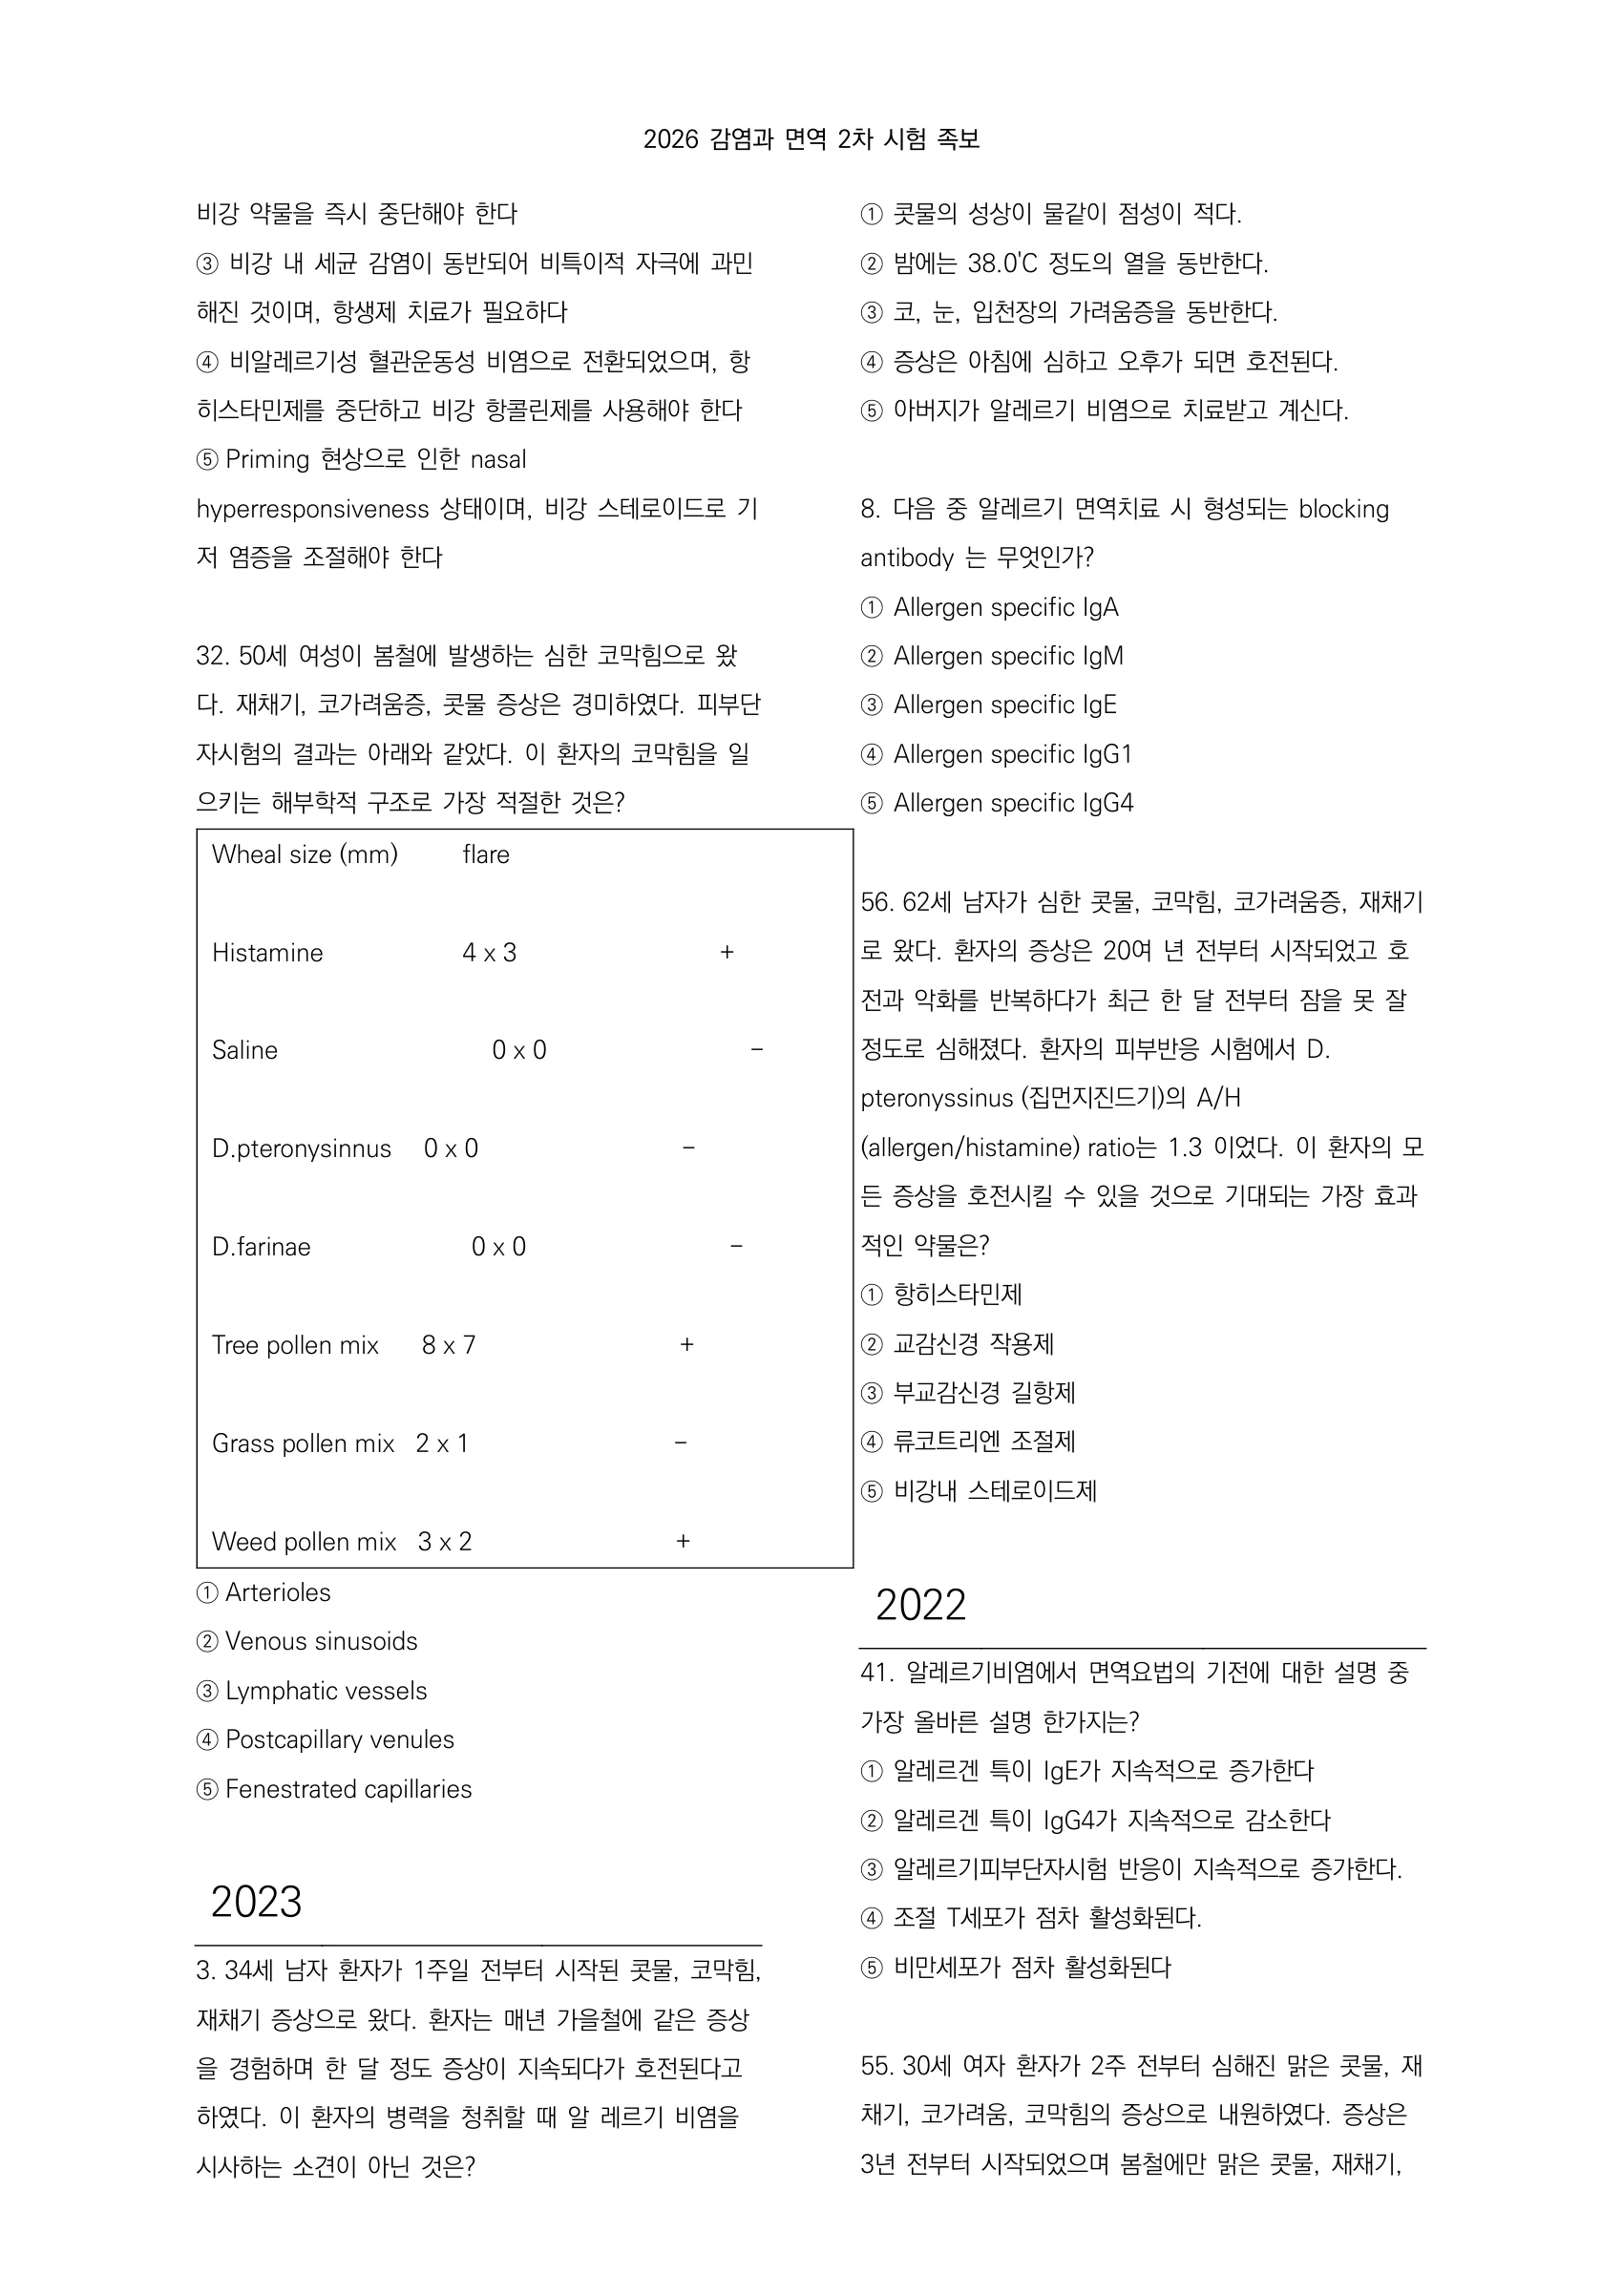 2026 감염과 면역 2차 시험 족보
비강 약물을 즉시 중단해야 한다
③ 비강 내 세균 감염이 동반되어 비특이적 자극에 과민
해진 것이며, 항생제 치료가 필요하다
④ 비알레르기성 혈관운동성 비염으로 전환되었으며, 항
히스타민제를 중단하고 비강 항콜린제를 사용해야 한다
⑤ Priming 현상으로 인한 nasal
hyperresponsiveness 상태이며, 비강 스테로이드로 기
저 염증을 조절해야 한다
32. 50세 여성이 봄철에 발생하는 심한 코막힘으로 왔
다. 재채기, 코가려움증, 콧물 증상은 경미하였다. 피부단
자시험의 결과는 아래와 같았다. 이 환자의 코막힘을 일
으키는 해부학적 구조로 가장 적절한 것은?
Wheal size (mm) flare
Histamine 4 x 3 +
Saline 0 x 0 −
D.pteronysinnus 0 x 0 −
D.farinae 0 x 0 −
Tree pollen mix 8 x 7 +
Grass pollen mix 2 x 1 −
Weed pollen mix 3 x 2 +
① Arterioles
② Venous sinusoids
③ Lymphatic vessels
④ Postcapillary venules
⑤ Fenestrated capillaries
2023
3. 34세 남자 환자가 1주일 전부터 시작된 콧물, 코막힘,
재채기 증상으로 왔다. 환자는 매년 가을철에 같은 증상
을 경험하며 한 달 정도 증상이 지속되다가 호전된다고
하였다. 이 환자의 병력을 청취할 때 알 레르기 비염을
시사하는 소견이 아닌 것은?
① 콧물의 성상이 물같이 점성이 적다.
② 밤에는 38.0'C 정도의 열을 동반한다.
③ 코, 눈, 입천장의 가려움증을 동반한다.
④ 증상은 아침에 심하고 오후가 되면 호전된다.
⑤ 아버지가 알레르기 비염으로 치료받고 계신다.
8. 다음 중 알레르기 면역치료 시 형성되는 blocking
antibody 는 무엇인가?
① Allergen specific IgA
② Allergen specific IgM
③ Allergen specific IgE
④ Allergen specific IgG1
⑤ Allergen specific IgG4
56. 62세 남자가 심한 콧물, 코막힘, 코가려움증, 재채기
로 왔다. 환자의 증상은 20여 년 전부터 시작되었고 호
전과 악화를 반복하다가 최근 한 달 전부터 잠을 못 잘
정도로 심해졌다. 환자의 피부반응 시험에서 D.
pteronyssinus (집먼지진드기)의 A/H
(allergen/histamine) ratio는 1.3 이었다. 이 환자의 모
든 증상을 호전시킬 수 있을 것으로 기대되는 가장 효과
적인 약물은?
① 항히스타민제
② 교감신경 작용제
③ 부교감신경 길항제
④ 류코트리엔 조절제
⑤ 비강내 스테로이드제
2022
41. 알레르기비염에서 면역요법의 기전에 대한 설명 중
가장 올바른 설명 한가지는?
① 알레르겐 특이 IgE가 지속적으로 증가한다
② 알레르겐 특이 IgG4가 지속적으로 감소한다
③ 알레르기피부단자시험 반응이 지속적으로 증가한다.
④ 조절 T세포가 점차 활성화된다.
⑤ 비만세포가 점차 활성화된다
55. 30세 여자 환자가 2주 전부터 심해진 맑은 콧물, 재
채기, 코가려움, 코막힘의 증상으로 내원하였다. 증상은
3년 전부터 시작되었으며 봄철에만 맑은 콧물, 재채기,